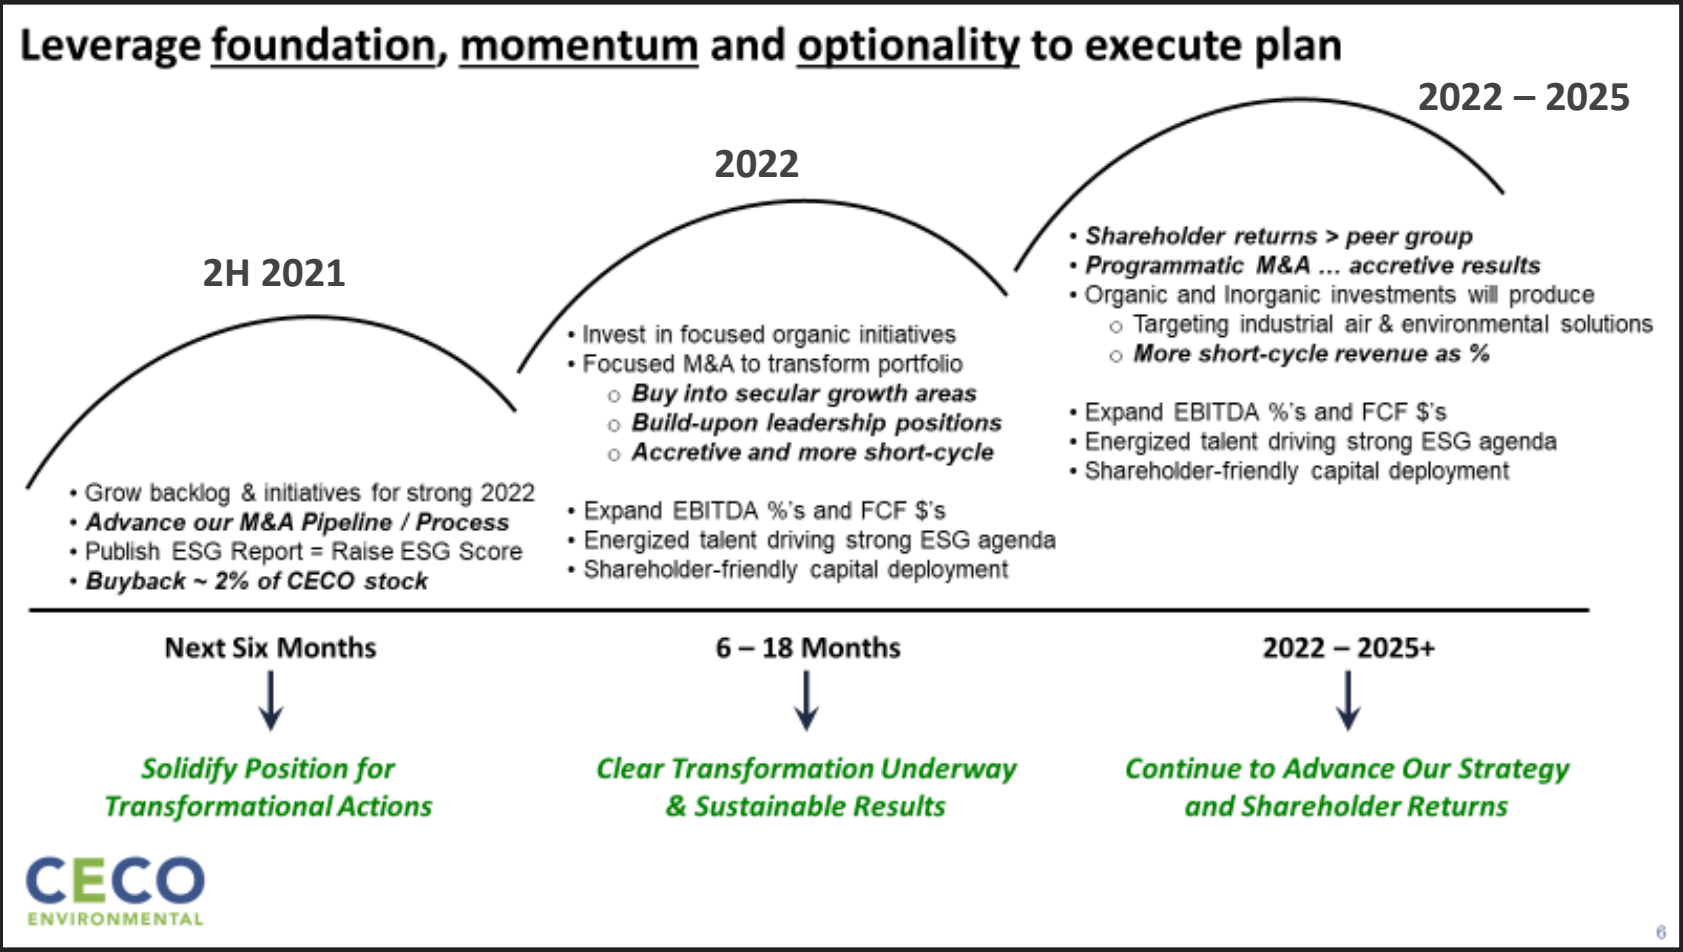 Leverage foundation, momentum and optionality to execute plan
2H 2021
• Grow backlog & initiatives for strong 2022
• Advance our M&A Pipeline / Process
• Publish ESG Report = Raise ESG Score
• Buyback ~ 2% of CECO stock
2022
• Invest in focused organic initiatives
• Focused M&A to transform portfolio
o Buy into secular growth areas
o Build-upon leadership positions
o Accretive and more short-cycle
• Expand EBITDA %'s and FCF $'s
• Energized talent driving strong ESG agenda
• Shareholder-friendly capital deployment
2022 – 2025
• Shareholder returns > peer group
• Programmatic M&A ... accretive results
• Organic and Inorganic investments will produce
o Targeting industrial air & environmental solutions
o More short-cycle revenue as %
• Expand EBITDA %'s and FCF $'s
• Energized talent driving strong ESG agenda
• Shareholder-friendly capital deployment
Next Six Months
Solidify Position for
Transformational Actions
6 – 18 Months
Clear Transformation Underway
& Sustainable Results
2022 – 2025+
Continue to Advance Our Strategy
and Shareholder Returns
CECO
ENVIRONMENTAL
6